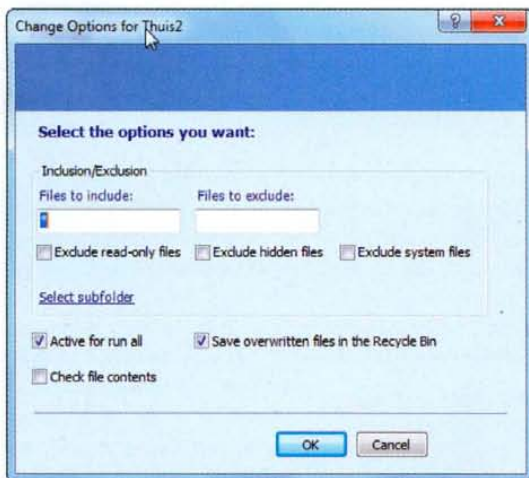 Change Options for Thuis2
Select the options you want:
Inclusion/Exclusion
Files to include: Files to exclude:
*
Exclude read-only files Exclude hidden files Exclude system files
Select subfolder
Active for run all Save overwritten files in the Recycle Bin
Check file contents
OK Cancel